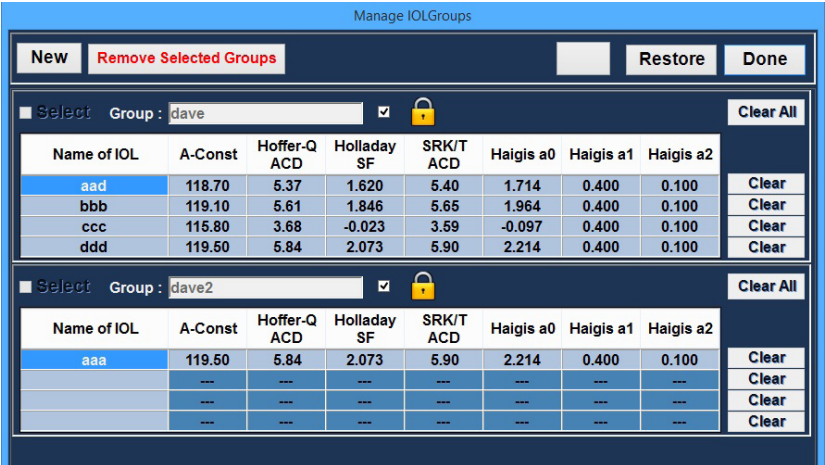 Manage IOLGroups
New Remove Selected Groups Restore Done
Select Group : dave Clear All
Name of IOL A-Const Hoffer-Q ACD Holladay SF SRK/T ACD Haigis a0 Haigis a1 Haigis a2
aad 118.70 5.37 1.620 5.40 1.714 0.400 0.100 Clear
bbb 119.10 5.61 1.846 5.65 1.964 0.400 0.100 Clear
ccc 115.80 3.68 -0.023 3.59 -0.097 0.400 0.100 Clear
ddd 119.50 5.84 2.073 5.90 2.214 0.400 0.100 Clear
Select Group : dave2 Clear All
Name of IOL A-Const Hoffer-Q ACD Holladay SF SRK/T ACD Haigis a0 Haigis a1 Haigis a2
aaa 119.50 5.84 2.073 5.90 2.214 0.400 0.100 Clear
--- --- --- --- --- --- --- Clear
--- --- --- --- --- --- --- Clear
--- --- --- --- --- --- --- Clear